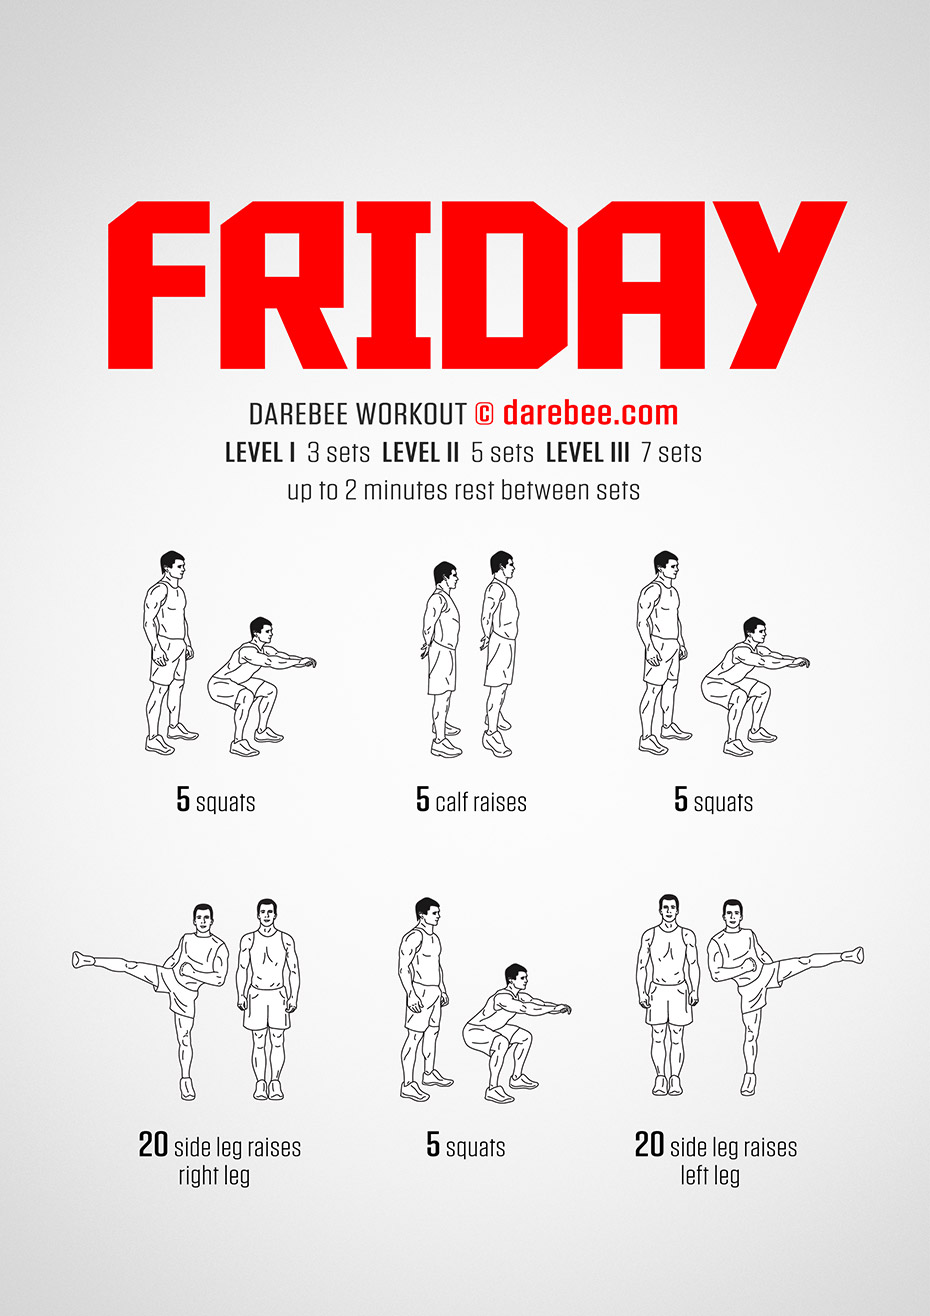 FRIDAY
DAREBEE WORKOUT © darebee.com
LEVEL I 3 sets LEVEL II 5 sets LEVEL III 7 sets
up to 2 minutes rest between sets
5 squats
5 calf raises
5 squats
20 side leg raises
right leg
5 squats
20 side leg raises
left leg